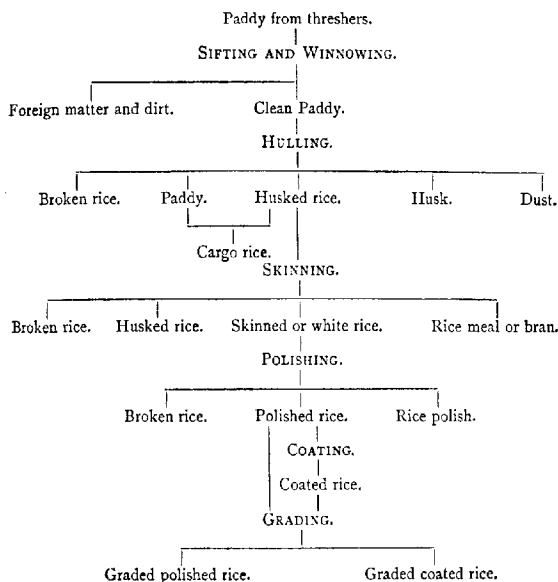 Paddy from threshers.
SIFTING AND WINNOWING.
Foreign matter and dirt. Clean Paddy.
HULLING.
Broken rice. Paddy. Husked rice. Husk. Dust.
Cargo rice.
SKINNING.
Broken rice. Husked rice. Skinned or white rice. Rice meal or bran.
POLISHING.
Broken rice. Polished rice. Rice polish.
COATING.
Coated rice.
GRADING.
Graded polished rice. Graded coated rice.